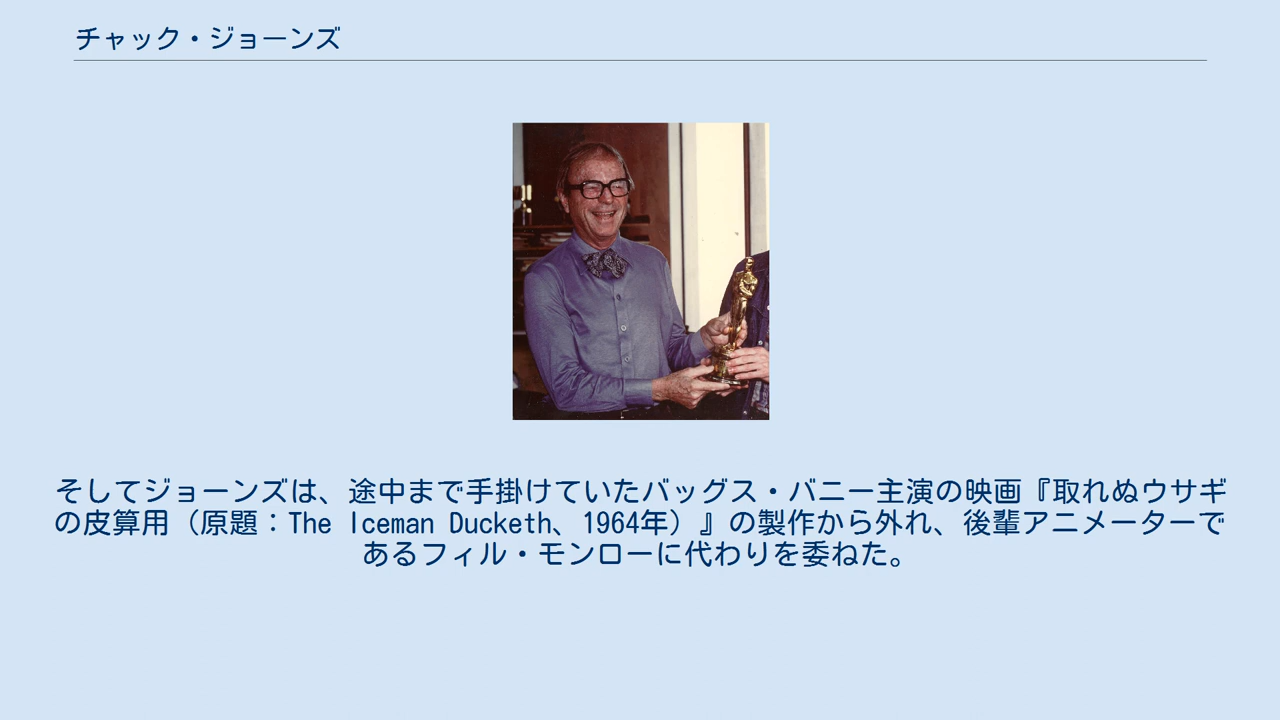 チャック・ジョーンズ
そしてジョーンズは、途中まで手掛けていたバッグス・バニー主演の映画『取れぬウサギ
の皮算用（原題：The Iceman Ducketh、1964年）』の製作から外れ、後輩アニメーターで
あるフィル・モンローに代わりを委ねた。